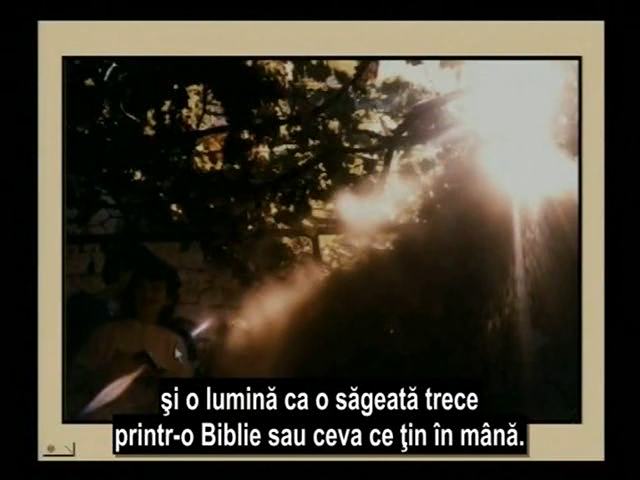 şi o lumină ca o săgeată trece
printr-o Biblie sau ceva ce ţin în mână.